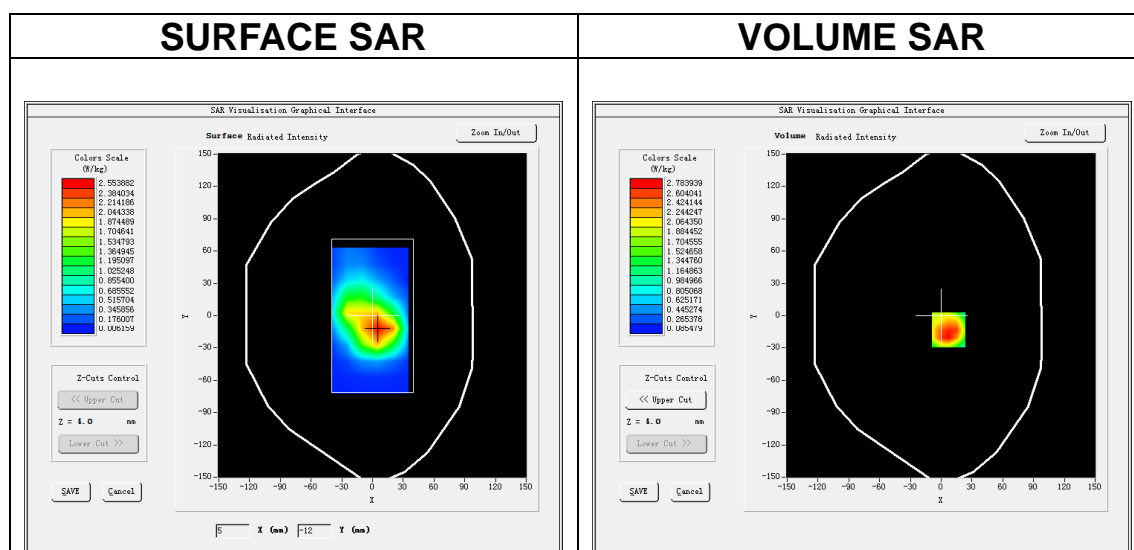 SURFACE SAR
VOLUME SAR
SAR Visualisation Graphical Interface
Surface Radiated Intensity
Zoom In/Out
Colors Scale
(W/kg)
2.553882
2.384034
2.214186
2.044338
1.874489
1.704641
1.534793
1.364945
1.195097
1.025248
0.855400
0.685552
0.515704
0.345856
0.176007
0.006159
Z-Cuts Control
<< Upper Cut
Z = 4.0 mm
Lower Cut >>
SAVE
Cancel
150
120
90
60
30
0
-30
-60
-90
-120
-150
Y
-150 -120 -90 -60 -30 0 30 60 90 120 150
X
5 X (mm) -12 Y (mm)
SAR Visualisation Graphical Interface
Volume Radiated Intensity
Zoom In/Out
Colors Scale
(W/kg)
2.783939
2.604041
2.424144
2.244247
2.064350
1.884452
1.704555
1.524658
1.344760
1.164863
0.984966
0.805068
0.625171
0.445274
0.265376
0.085479
Z-Cuts Control
<< Upper Cut
Z = 4.0 mm
Lower Cut >>
SAVE
Cancel
150
120
90
60
30
0
-30
-60
-90
-120
-150
Y
-150 -120 -90 -60 -30 0 30 60 90 120 150
X